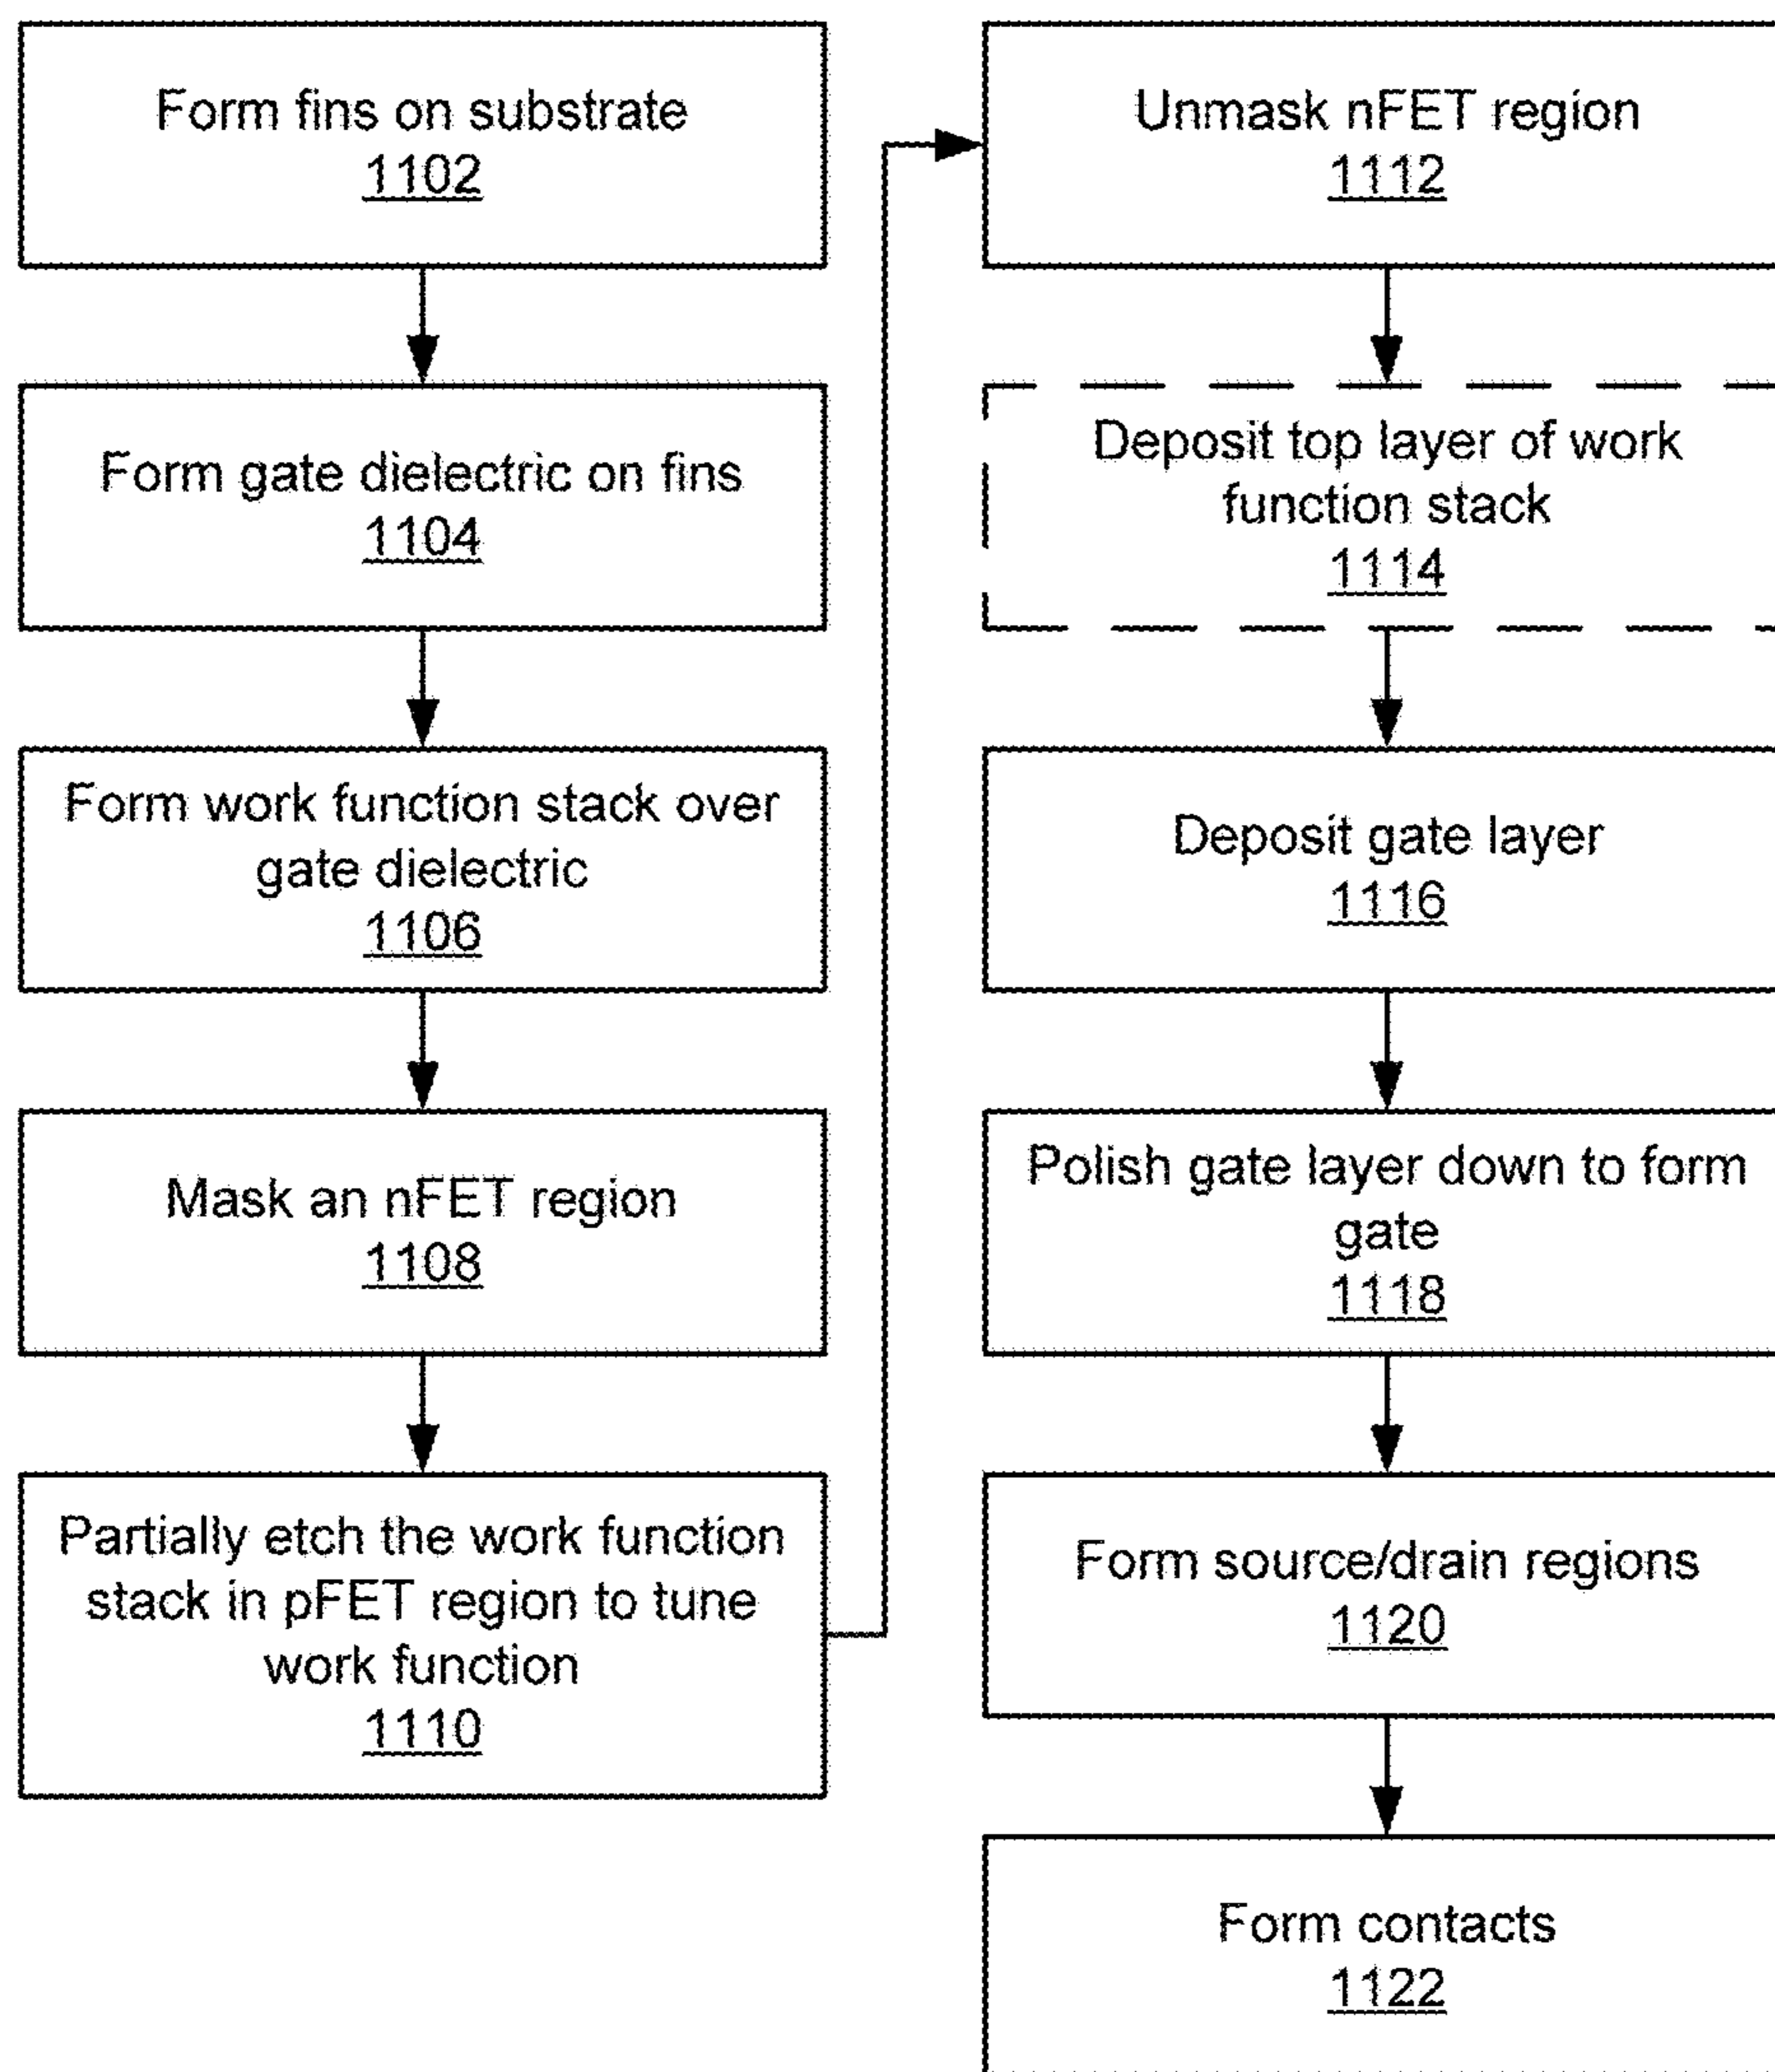 Form fins on substrate
1102
Form gate dielectric on fins
1104
Form work function stack over
gate dielectric
1106
Mask an nFET region
1108
Partially etch the work function
stack in pFET region to tune
work function
1110
Unmask nFET region
1112
Deposit top layer of work
function stack
1114
Deposit gate layer
1116
Polish gate layer down to form
gate
1118
Form source/drain regions
1120
Form contacts
1122